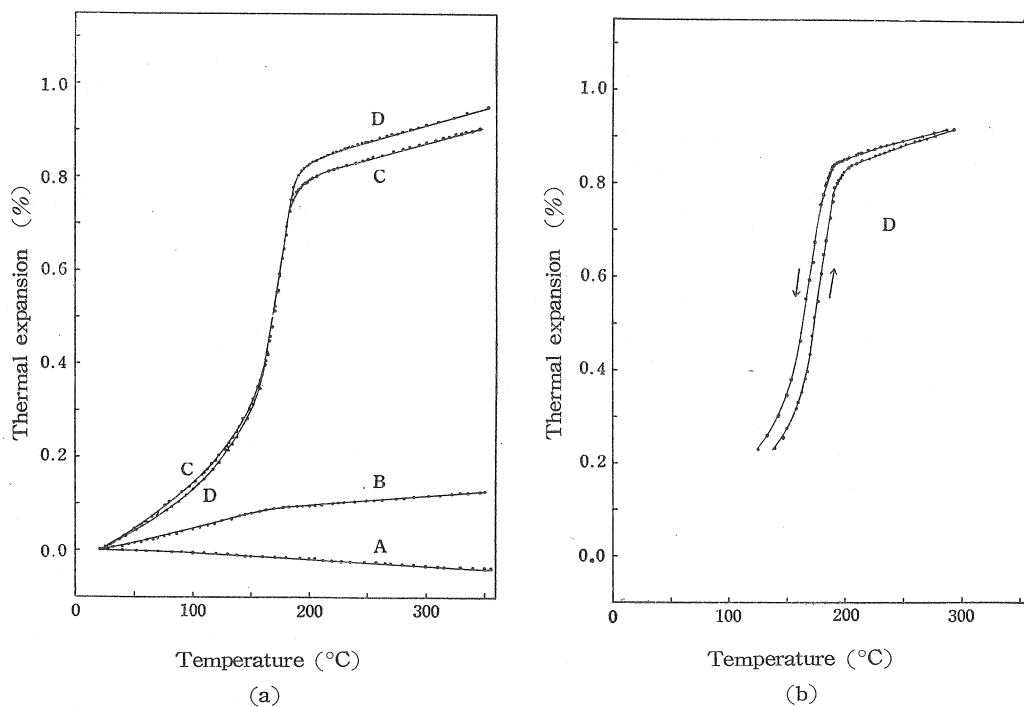 Thermal expansion (%)
1.0
0.8
0.6
0.4
0.2
0.0
D
C
C
D
B
A
0 100 200 300
Temperature (°C)
(a)
Thermal expansion (%)
1.0
0.8
0.6
0.4
0.2
0.0
D
0 100 200 300
Temperature (°C)
(b)